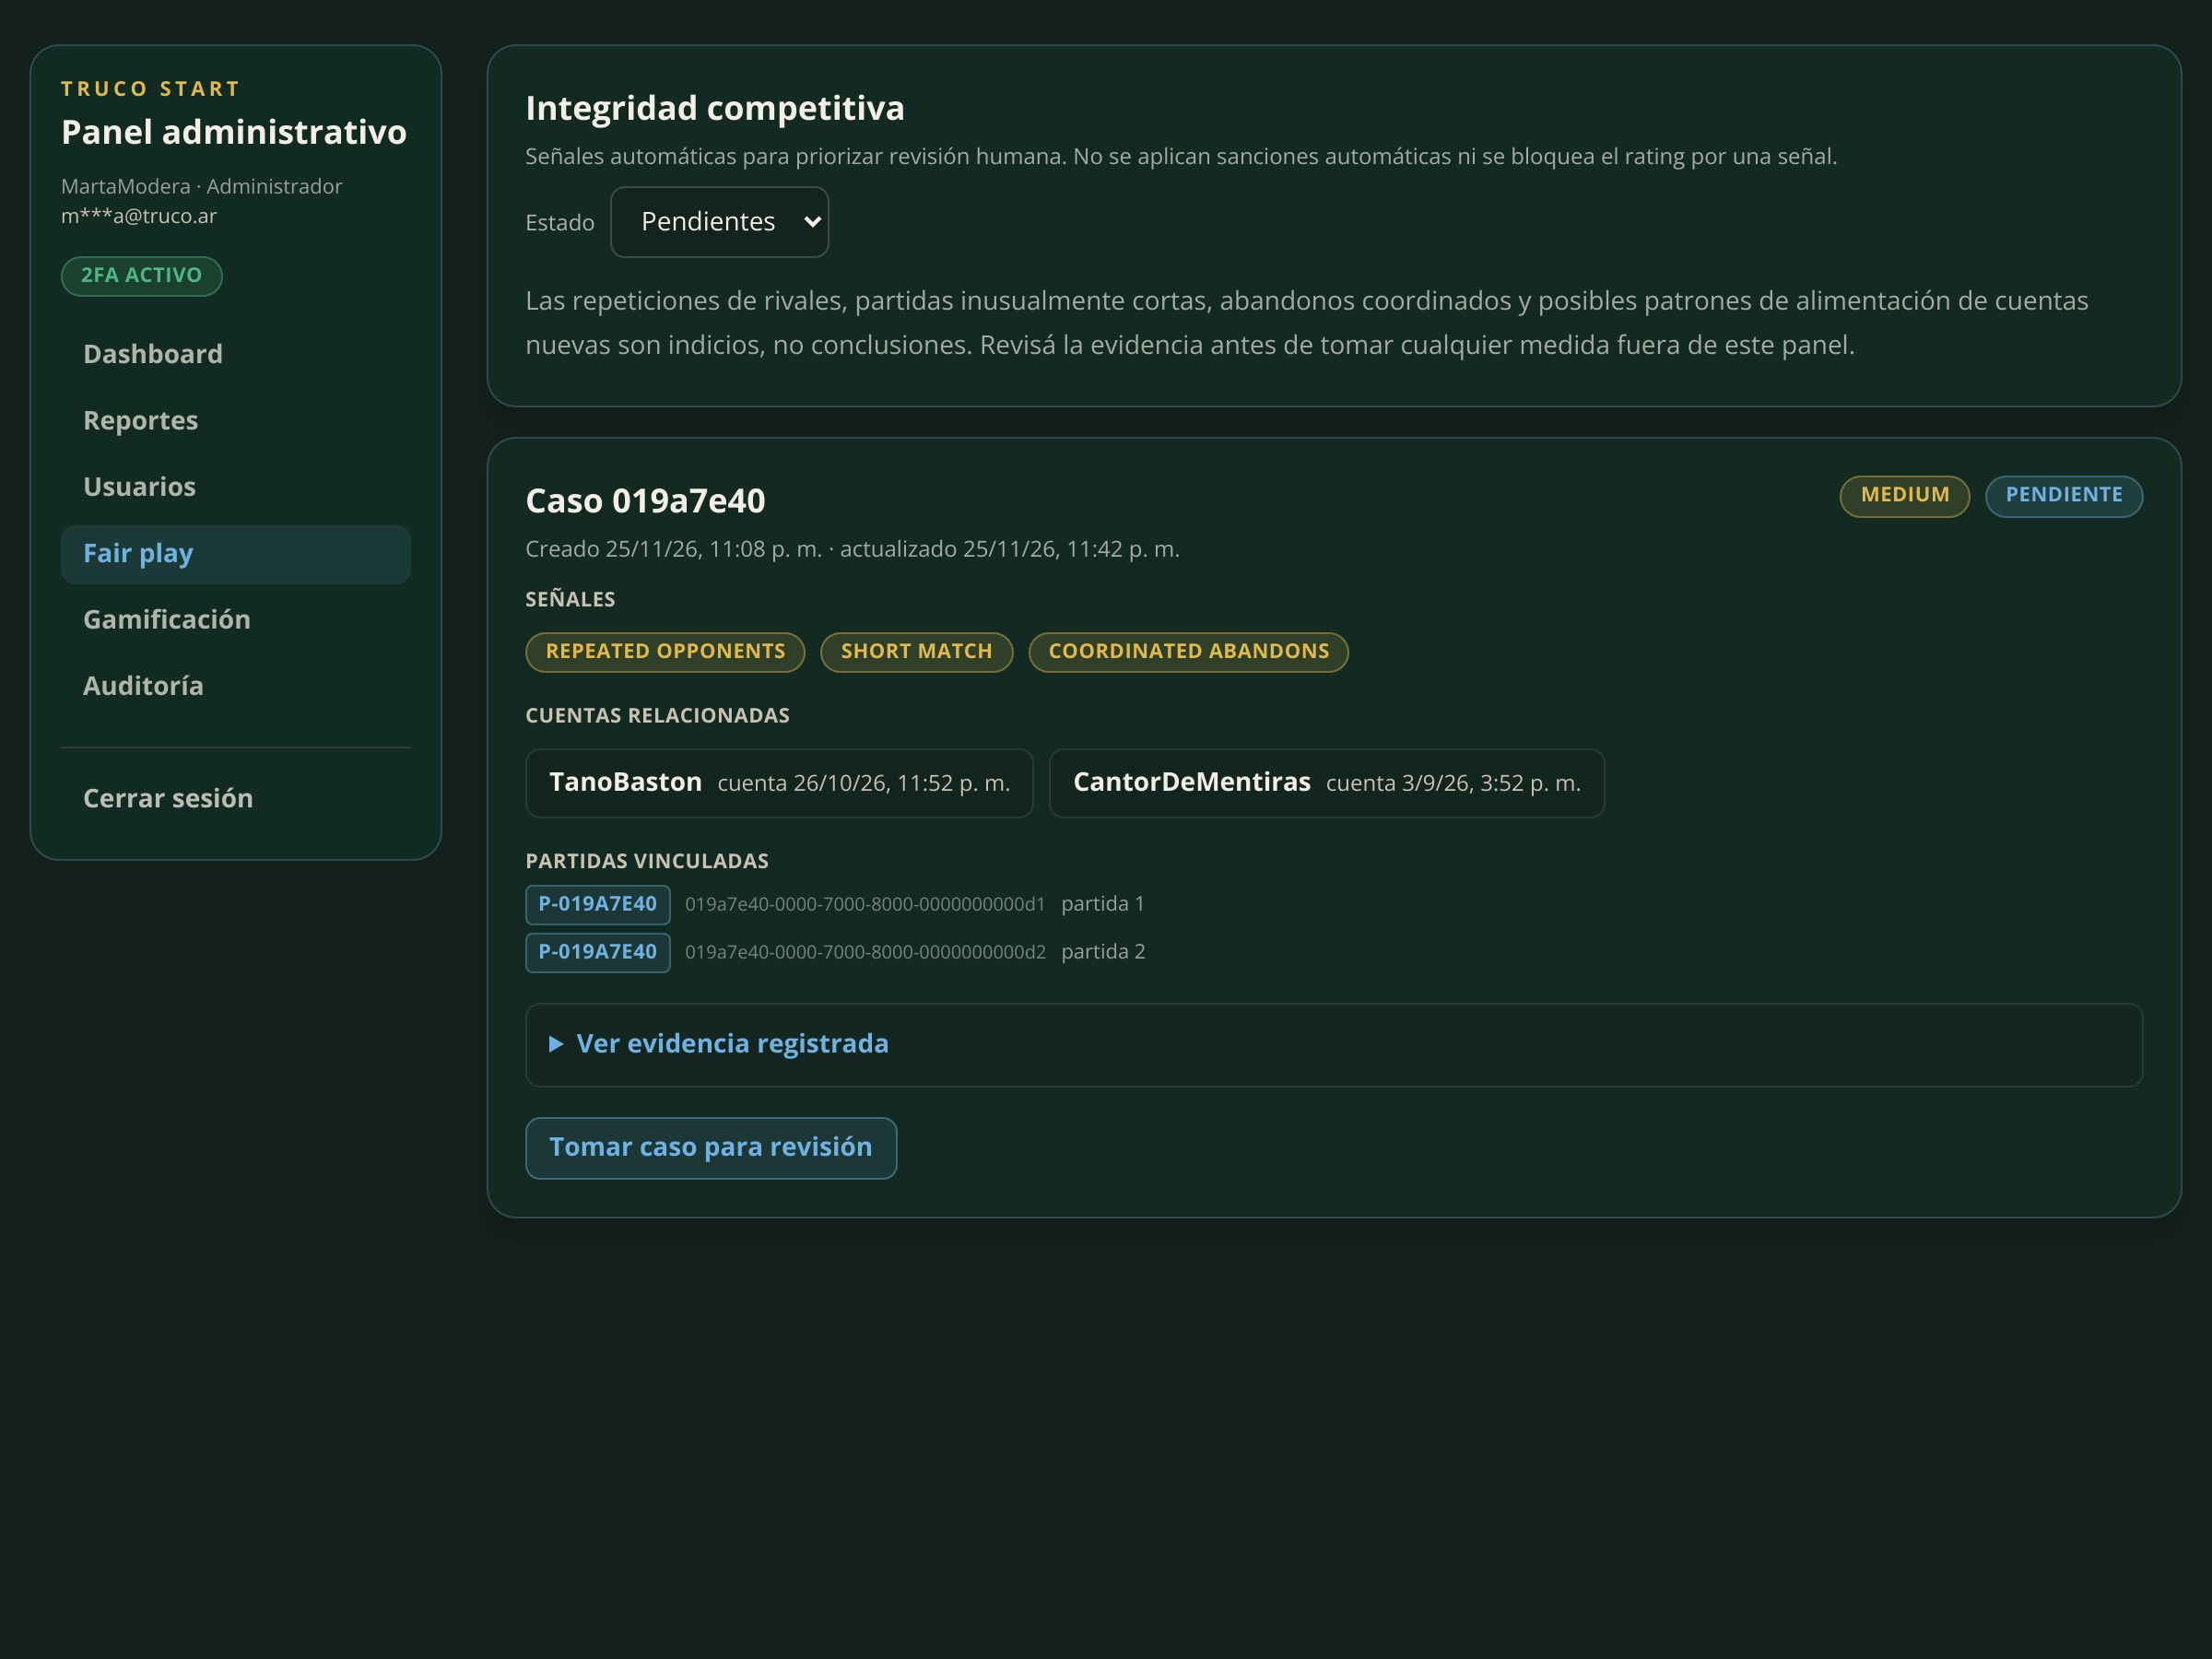 TRUCO START
Panel administrativo
MartaModera · Administrador
m***a@truco.ar
2FA ACTIVO
Dashboard
Reportes
Usuarios
Fair play
Gamificación
Auditoría
Cerrar sesión
Integridad competitiva
Señales automáticas para priorizar revisión humana. No se aplican sanciones automáticas ni se bloquea el rating por una señal.
Estado Pendientes
Las repeticiones de rivales, partidas inusualmente cortas, abandonos coordinados y posibles patrones de alimentación de cuentas
nuevas son indicios, no conclusiones. Revisá la evidencia antes de tomar cualquier medida fuera de este panel.
Caso 019a7e40 MEDIUM PENDIENTE
Creado 25/11/26, 11:08 p. m. · actualizado 25/11/26, 11:42 p. m.
SEÑALES
REPEATED OPPONENTS SHORT MATCH COORDINATED ABANDONS
CUENTAS RELACIONADAS
TanoBaston cuenta 26/10/26, 11:52 p. m. CantorDeMentiras cuenta 3/9/26, 3:52 p. m.
PARTIDAS VINCULADAS
P-019A7E40 019a7e40-0000-7000-8000-0000000000d1 partida 1
P-019A7E40 019a7e40-0000-7000-8000-0000000000d2 partida 2
Ver evidencia registrada
Tomar caso para revisión